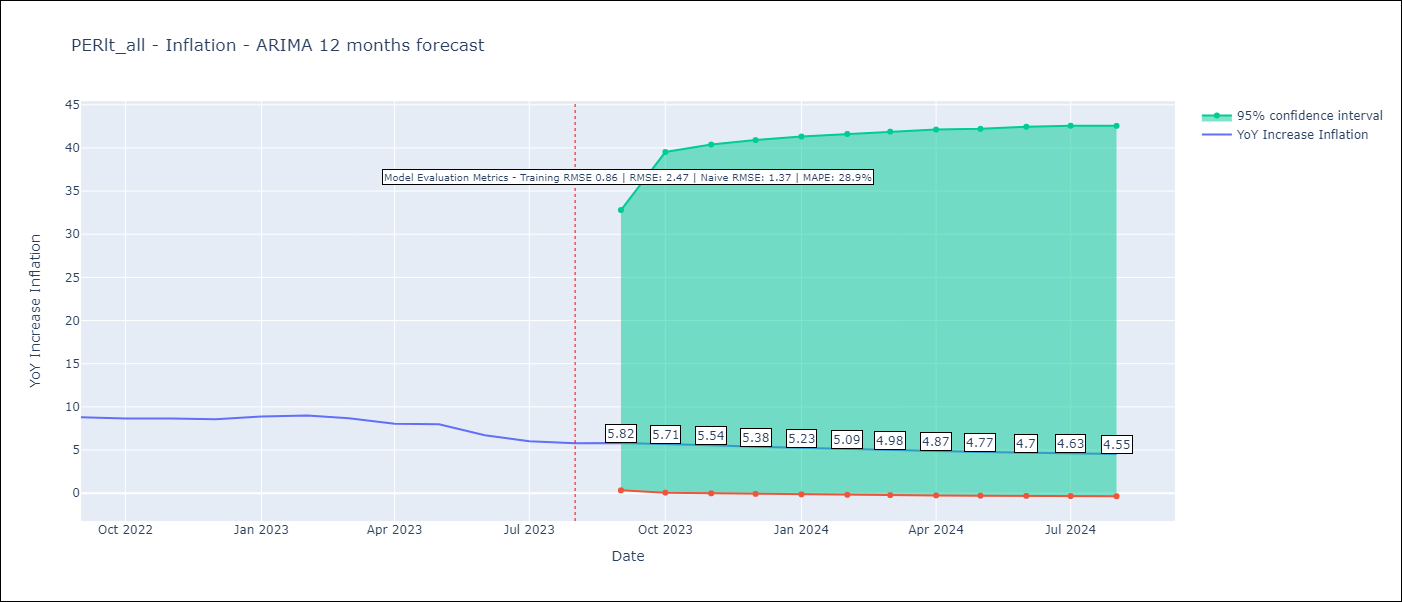 PERlt_all - Inflation - ARIMA 12 months forecast
95% confidence interval
YoY Increase Inflation
Model Evaluation Metrics - Training RMSE 0.86 | RMSE: 2.47 | Naive RMSE: 1.37 | MAPE: 28.9%
YoY Increase Inflation
45
40
35
30
25
20
15
10
5
0
5.82 5.71 5.54 5.38 5.23 5.09 4.98 4.87 4.77 4.7 4.63 4.55
Oct 2022 Jan 2023 Apr 2023 Jul 2023 Oct 2023 Jan 2024 Apr 2024 Jul 2024
Date